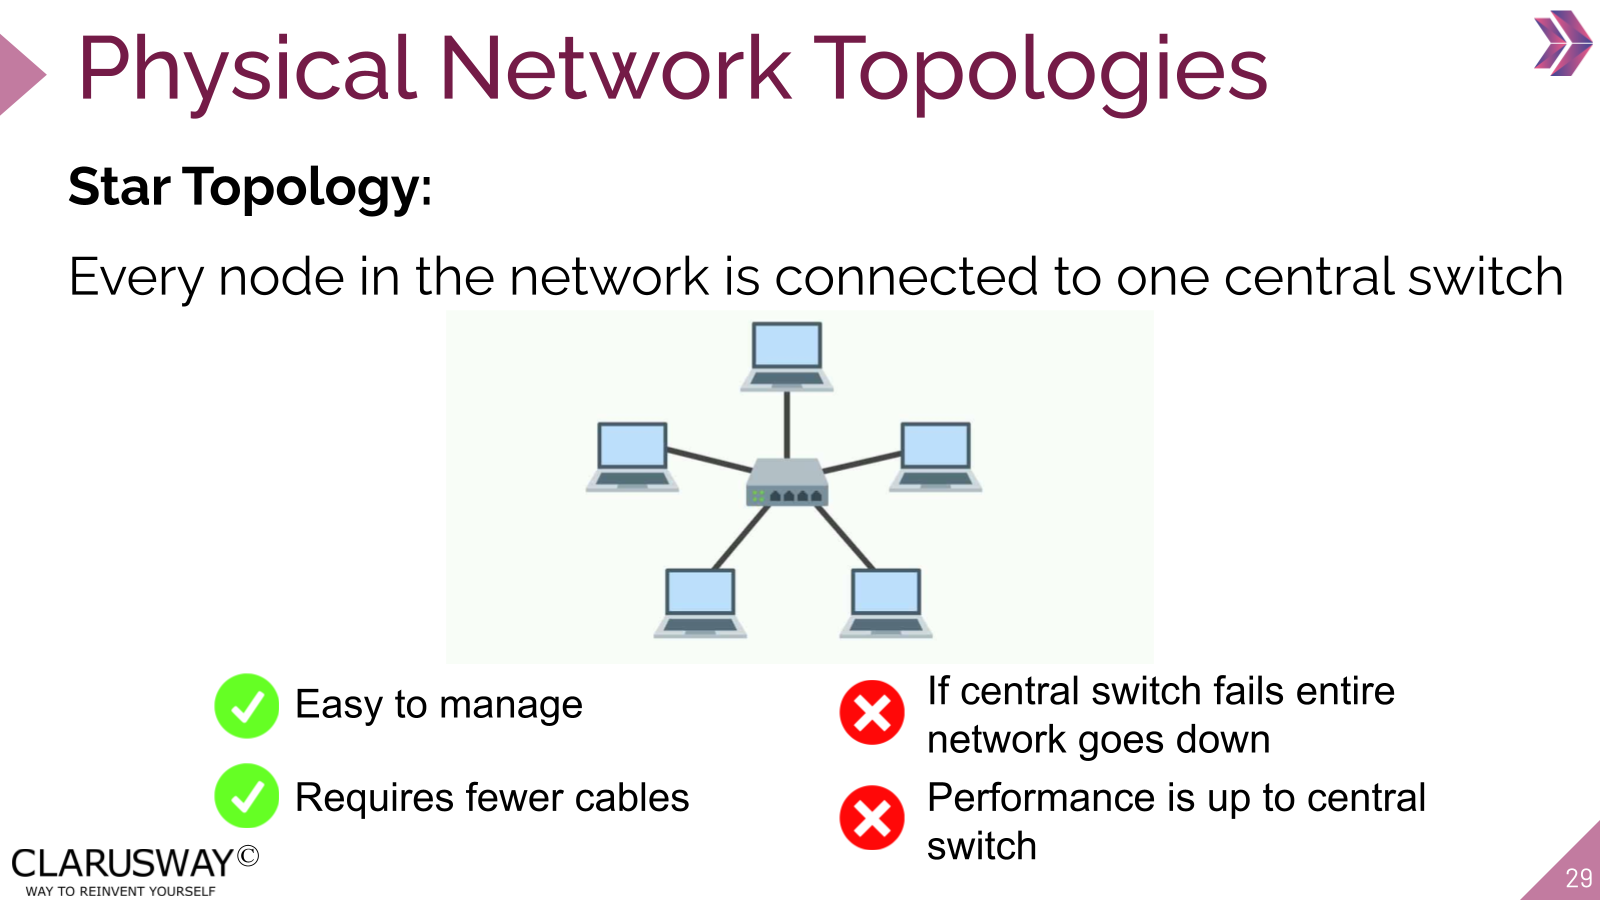 Physical Network Topologies
Star Topology:
Every node in the network is connected to one central switch
Easy to manage
Requires fewer cables
If central switch fails entire
network goes down
Performance is up to central
switch
CLARUSWAY©
WAY TO REINVENT YOURSELF
29